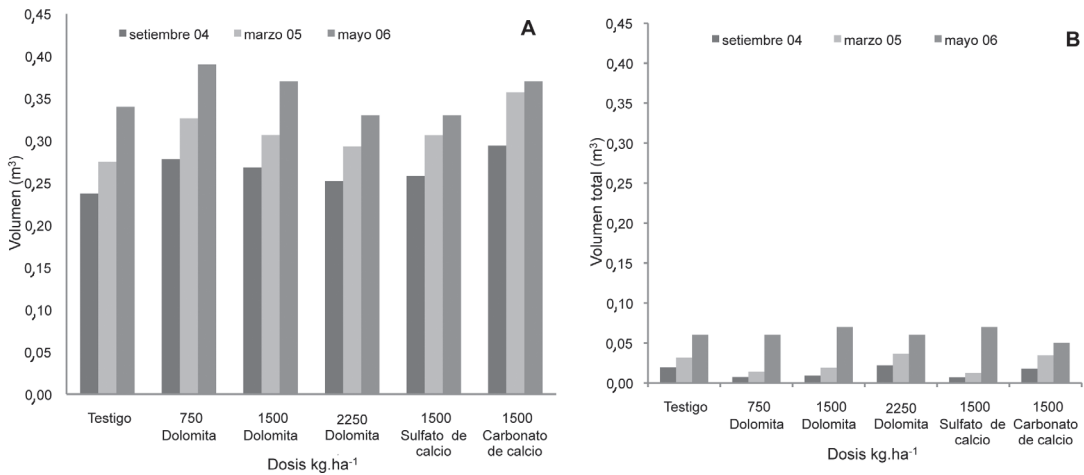 0,45
0,40
0,35
0,30
0,25
0,20
0,15
0,10
0,05
0,00
Volumen (m³)
setiembre 04 marzo 05 mayo 06
A
Testigo 750 1500 2250 1500 1500
Dolomita Dolomita Dolomita Sulfato de Carbonato
calcio de calcio
Dosis kg.ha⁻¹
0,45
0,40
0,35
0,30
0,25
0,20
0,15
0,10
0,05
0,00
Volumen total (m³)
setiembre 04 marzo 05 mayo 06
B
Testigo 750 1500 2250 1500 1500
Dolomita Dolomita Dolomita Sulfato de Carbonato
calcio de calcio
Dosis kg.ha⁻¹